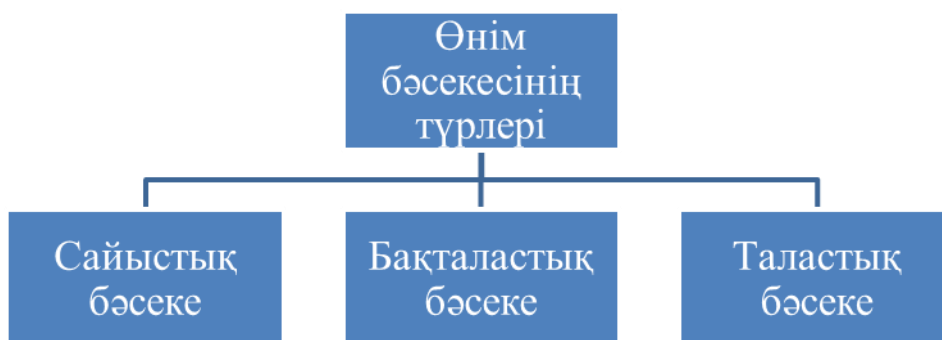 Өнім
бәсекесінің
түрлері
Сайыстық
бәсеке
Бақталастық
бәсеке
Таластық
бәсеке